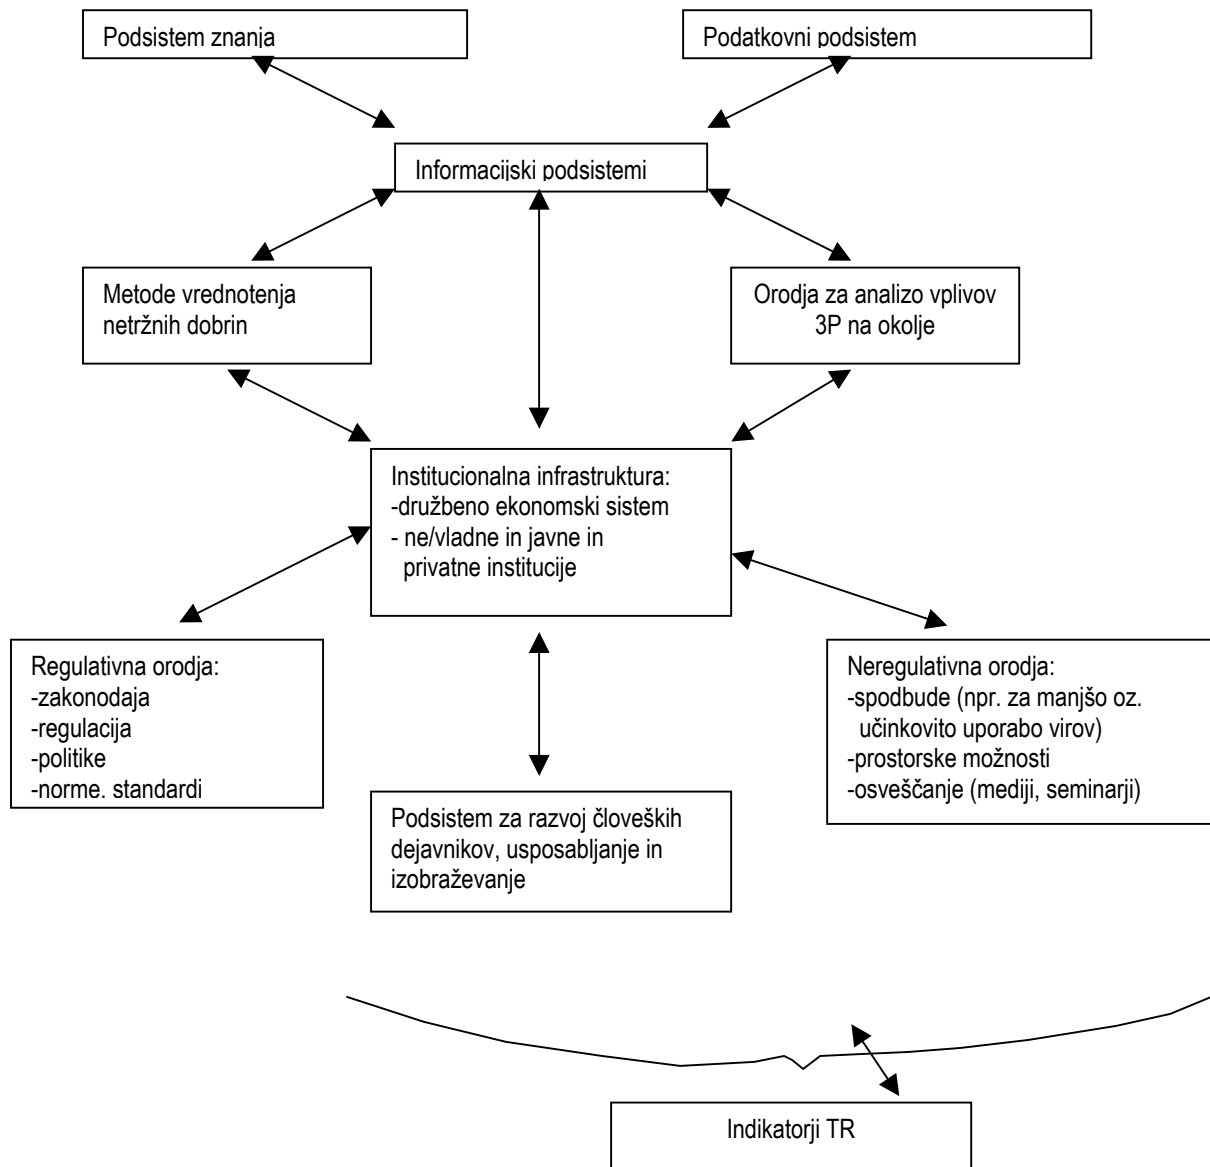 Podsistem znanja
Podatkovni podsistem
Informacijski podsistemi
Metode vrednotenja
netržnih dobrin
Orodja za analizo vplivov
3P na okolje
Institucionalna infrastruktura:
-družbeno ekonomski sistem
- ne/vladne in javne in
privatne institucije
Regulativna orodja:
-zakonodaja
-regulacija
-politike
-norme. standardi
Neregulativna orodja:
-spodbude (npr. za manjšo oz.
učinkovito uporabo virov)
-prostorske možnosti
-osveščanje (mediji, seminarji)
Podsistem za razvoj človeških
dejavnikov, usposabljanje in
izobraževanje
Indikatorji TR